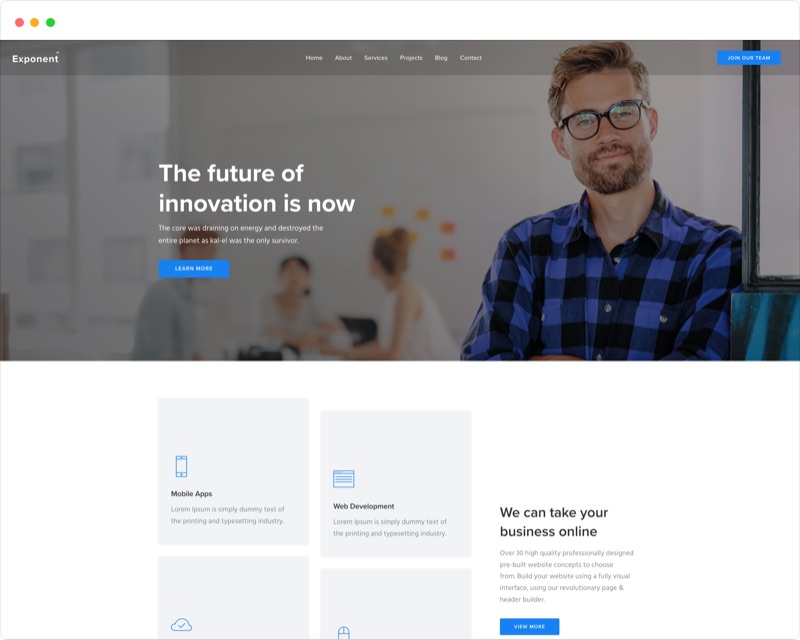 Exponent
Home About Services Projects Blog Contact
JOIN OUR TEAM
The future of
innovation is now
The core was draining on energy and destroyed the
entire planet as kal-el was the only survivor.
LEARN MORE
Mobile Apps
Lorem Ipsum is simply dummy text of
the printing and typesetting industry.
Web Development
Lorem Ipsum is simply dummy text of
the printing and typesetting industry.
We can take your
business online
Over 30 high quality professionally designed
pre-built website concepts to choose
from. Build your website using a fully visual
interface, using our revolutionary page &
header builder.
VIEW MORE